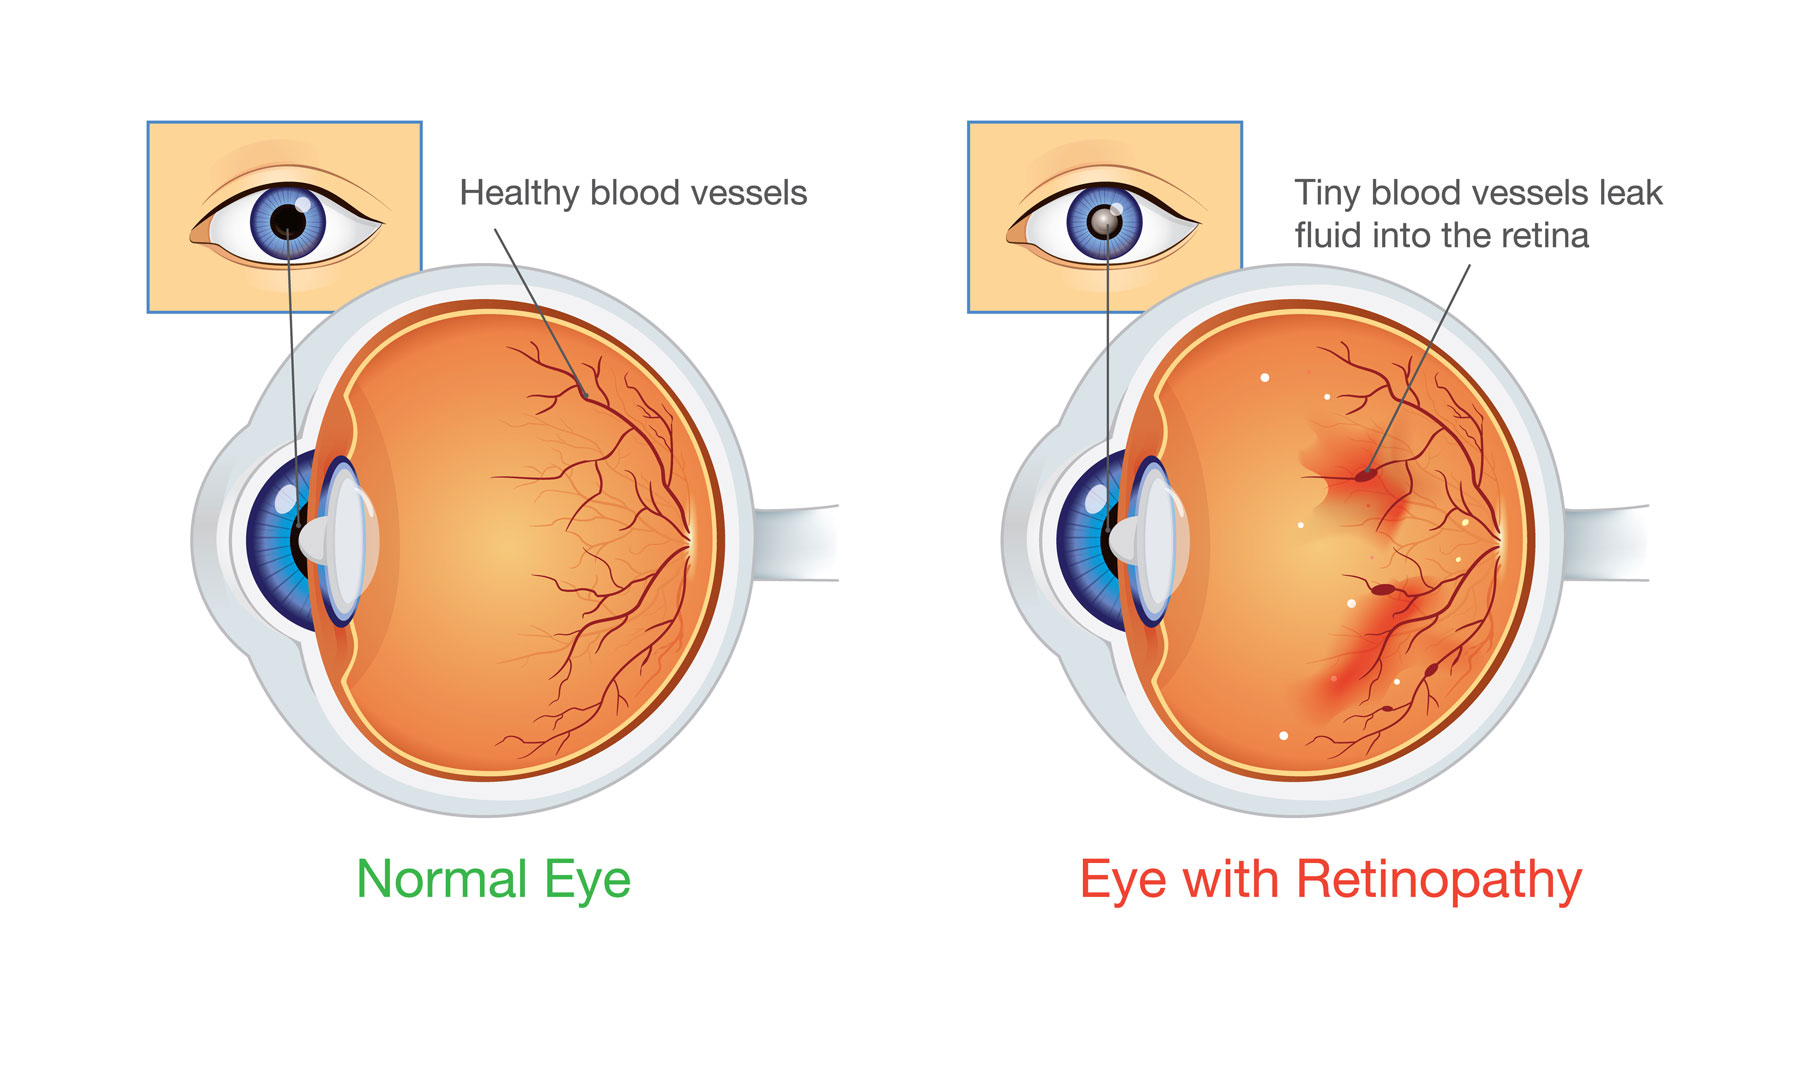 Healthy blood vessels
Tiny blood vessels leak
fluid into the retina
Normal Eye
Eye with Retinopathy